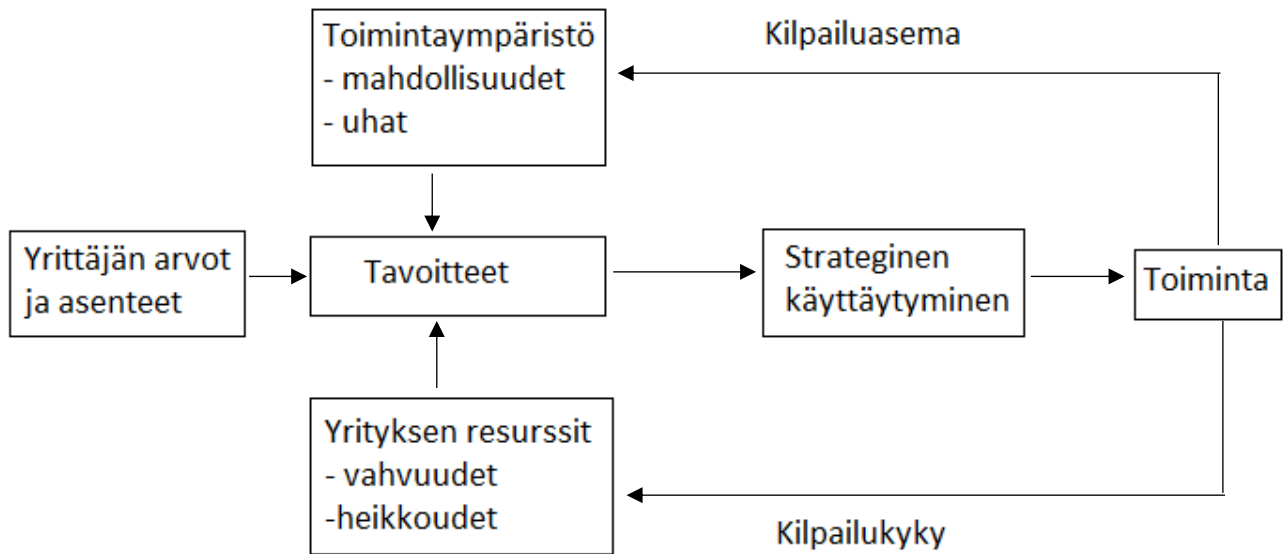 Toimintaympäristö
- mahdollisuudet
- uhat
Kilpailuasema
Yrittäjän arvot
ja asenteet
Tavoitteet
Strateginen
käyttäytyminen
Toiminta
Yrityksen resurssit
- vahvuudet
-heikkoudet
Kilpailukyky